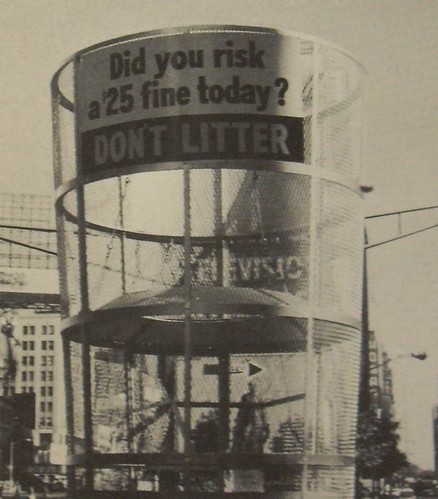 Did you risk
a $25 fine today?
DON'T LITTER